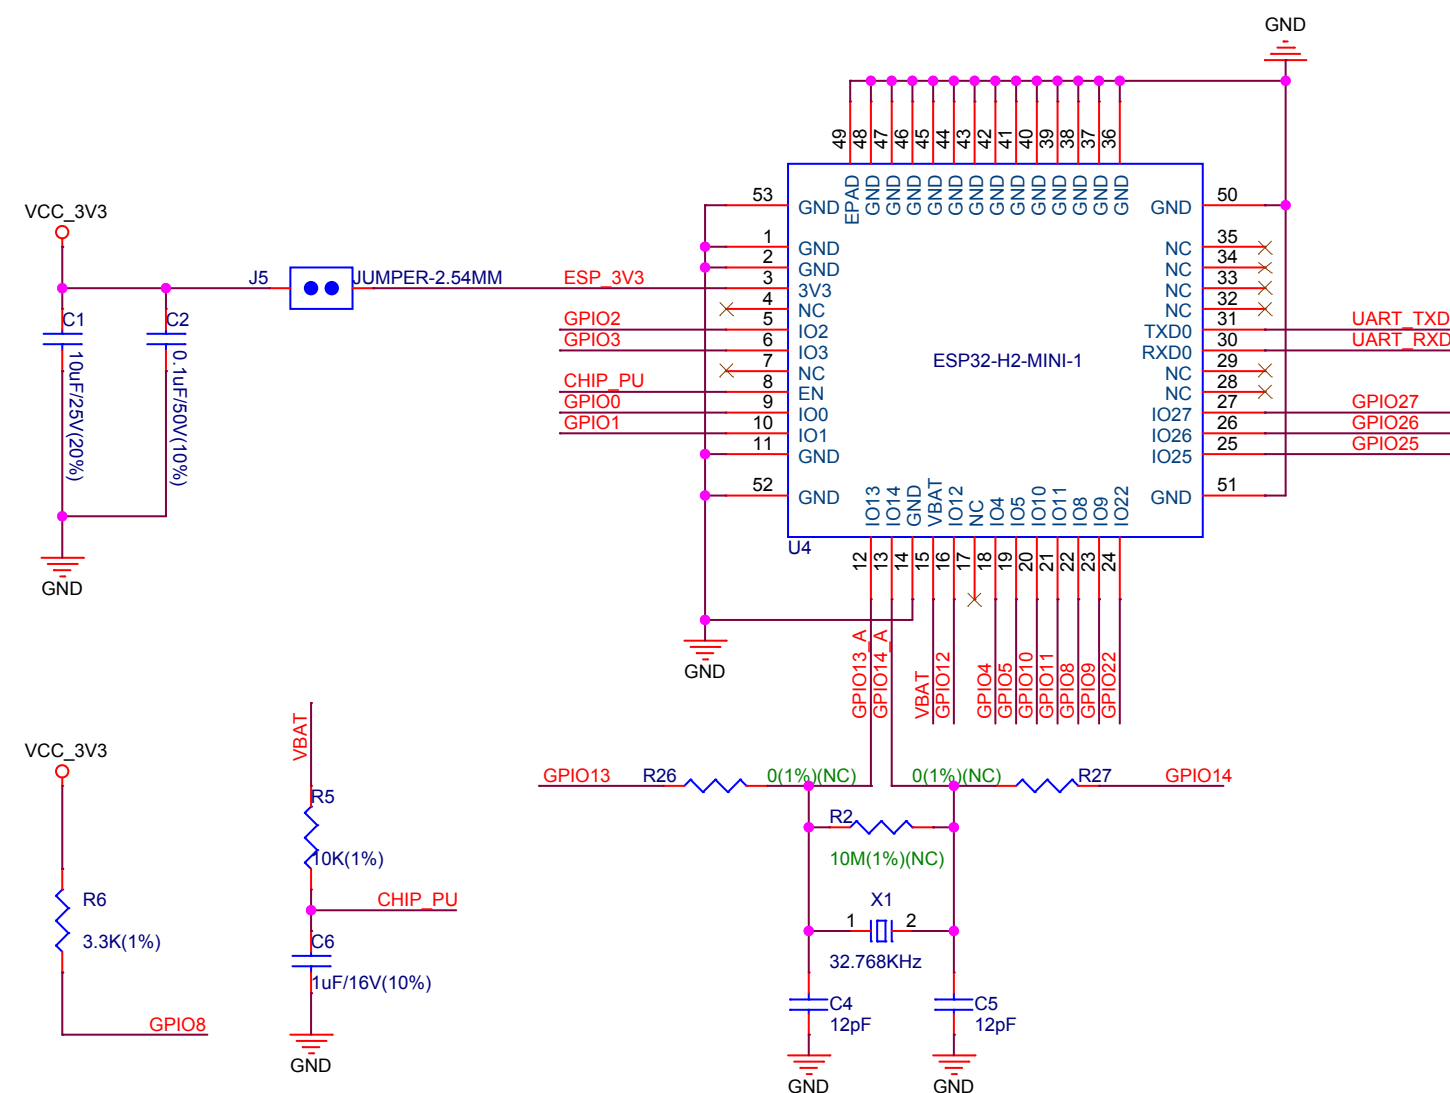 GND
49
48
47
46
45
44
43
42
41
40
39
38
37
36
EPAD
GND
GND
GND
GND
GND
GND
GND
GND
GND
GND
GND
GND
GND
53
GND
50
GND
VCC_3V3
1
GND
35
NC
2
GND
34
NC
J5
JUMPER-2.54MM
ESP_3V3
3
3V3
33
NC
4
NC
32
NC
C1
10uF/25V(20%)
C2
0.1uF/50V(10%)
GPIO2
5
IO2
31
TXD0
UART_TXD
GPIO3
6
IO3
30
RXD0
UART_RXD
ESP32-H2-MINI-1
7
NC
29
NC
CHIP_PU
8
EN
28
NC
GPIO0
9
IO0
27
IO27
GPIO27
GPIO1
10
IO1
26
IO26
GPIO26
11
GND
25
IO25
GPIO25
52
GND
51
GND
IO13
IO14
GND
VBAT
IO12
NC
IO4
IO5
IO10
IO11
IO8
IO9
IO22
U4
12
13
14
15
16
17
18
19
20
21
22
23
24
GND
GND
GPIO13_A
GPIO14_A
VBAT
GPIO12
GPIO4
GPIO5
GPIO10
GPIO11
GPIO8
GPIO9
GPIO22
VCC_3V3
R6
3.3K(1%)
GPIO8
VBAT
R5
10K(1%)
CHIP_PU
C6
1uF/16V(10%)
GND
GPIO13
R26
0(1%)(NC)
0(1%)(NC)
R27
GPIO14
R2
10M(1%)(NC)
X1
1
2
32.768KHz
C4
12pF
C5
12pF
GND
GND